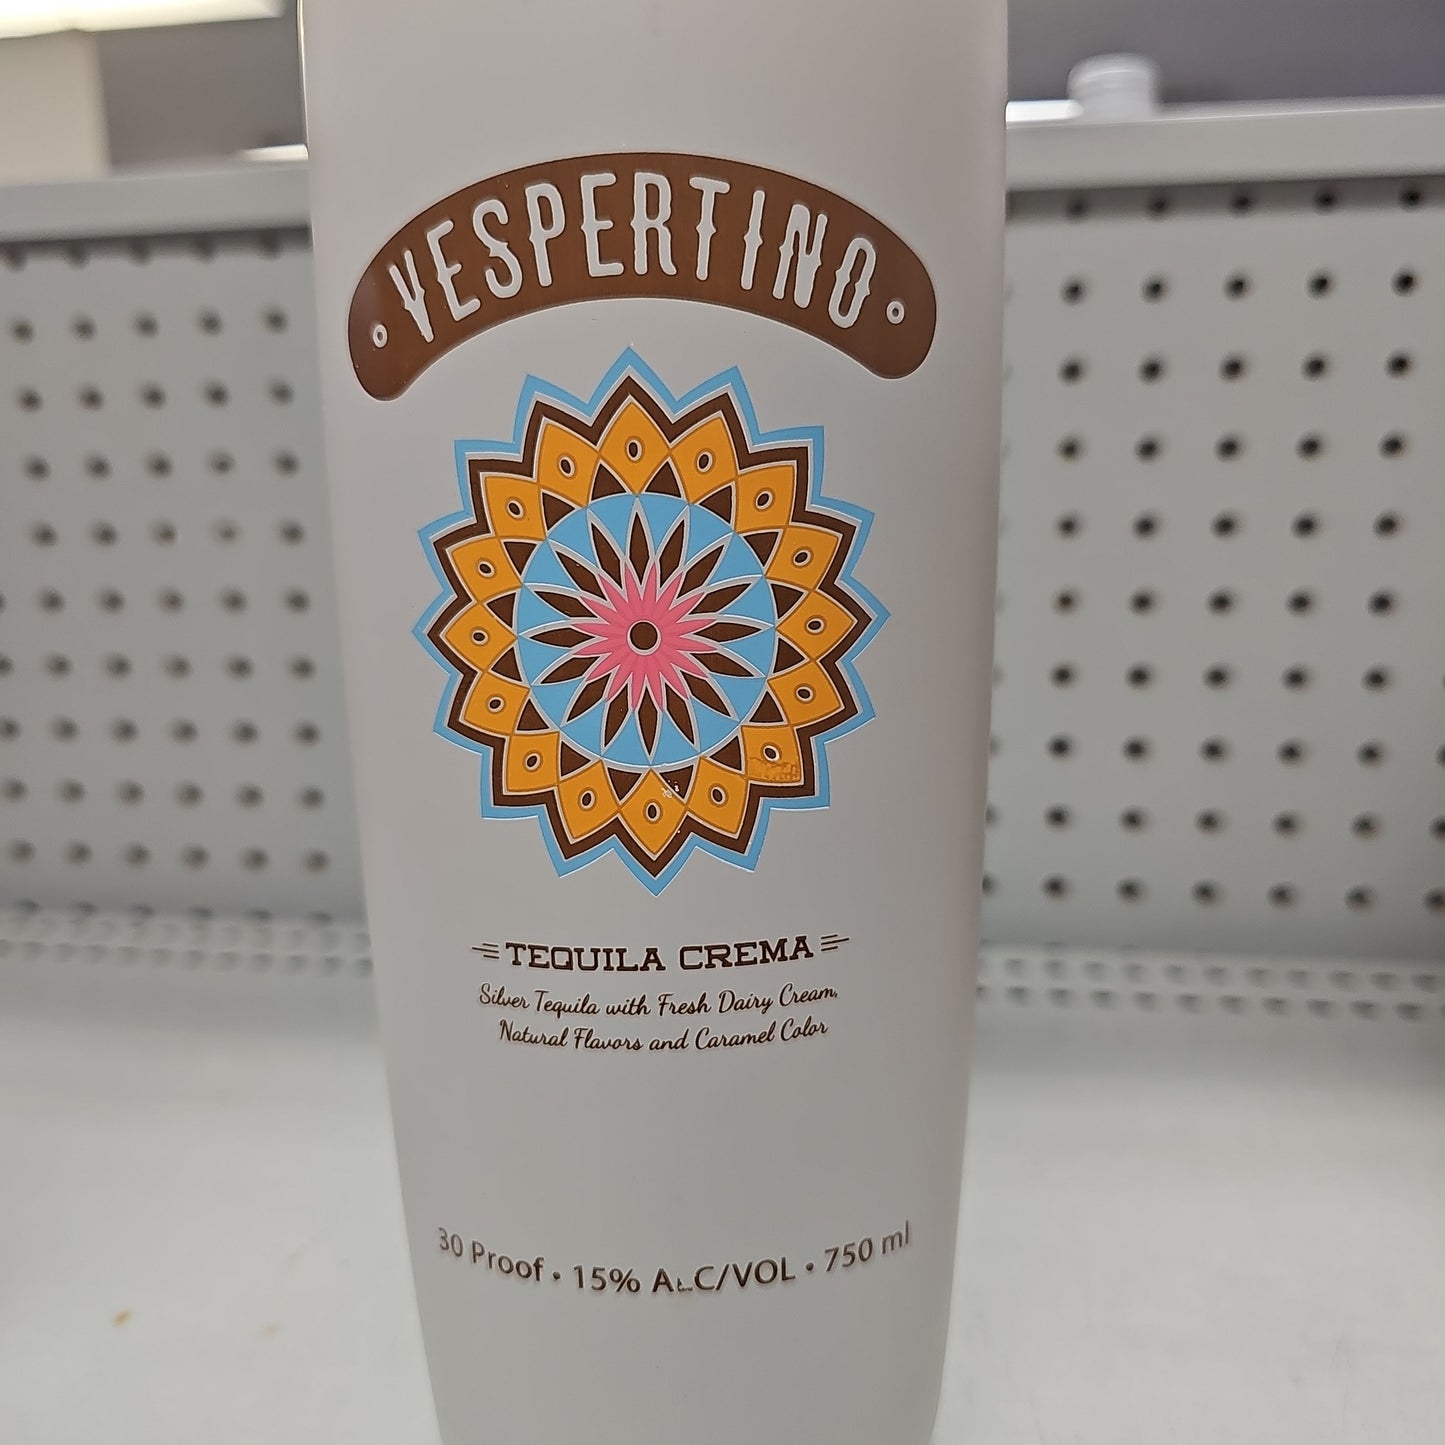 VESPERTINO
TEQUILA CREMA
Silver Tequila with Fresh Dairy Cream,
Natural Flavors and Caramel Color
30 Proof • 15% ALC/VOL • 750 ml